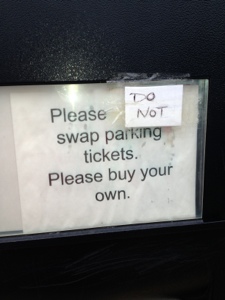 Please DO NOT
swap parking
tickets.
Please buy your
own.